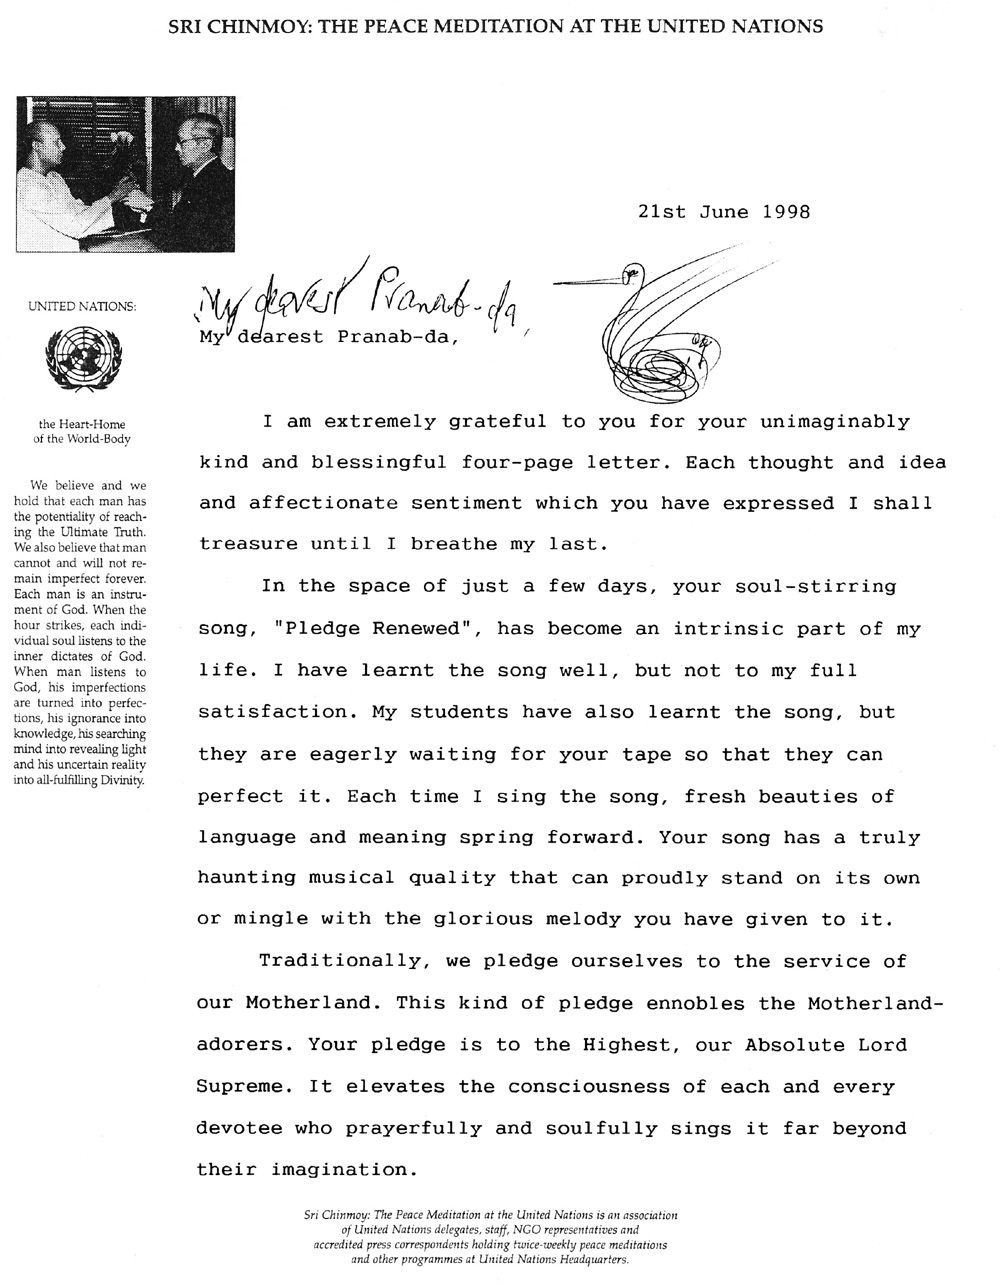 SRI CHINMOY: THE PEACE MEDITATION AT THE UNITED NATIONS
21st June 1998
My dearest Pranab-da,
My dearest Pranab-da,
UNITED NATIONS:
the Heart-Home
of the World-Body
We believe and we
hold that each man has
the potentiality of reach-
ing the Ultimate Truth.
We also believe that man
cannot and will not re-
main imperfect forever.
Each man is an instru-
ment of God. When the
hour strikes, each indi-
vidual soul listens to the
inner dictates of God.
When man listens to
God, his imperfections
are turned into perfec-
tions, his ignorance into
knowledge, his searching
mind into revealing light
and his uncertain reality
into all-fulfilling Divinity.
I am extremely grateful to you for your unimaginably
kind and blessingful four-page letter. Each thought and idea
and affectionate sentiment which you have expressed I shall
treasure until I breathe my last.
In the space of just a few days, your soul-stirring
song, "Pledge Renewed", has become an intrinsic part of my
life. I have learnt the song well, but not to my full
satisfaction. My students have also learnt the song, but
they are eagerly waiting for your tape so that they can
perfect it. Each time I sing the song, fresh beauties of
language and meaning spring forward. Your song has a truly
haunting musical quality that can proudly stand on its own
or mingle with the glorious melody you have given to it.
Traditionally, we pledge ourselves to the service of
our Motherland. This kind of pledge ennobles the Motherland-
adorers. Your pledge is to the Highest, our Absolute Lord
Supreme. It elevates the consciousness of each and every
devotee who prayerfully and soulfully sings it far beyond
their imagination.
Sri Chinmoy: The Peace Meditation at the United Nations is an association
of United Nations delegates, staff, NGO representatives and
accredited press correspondents holding twice-weekly peace meditations
and other programmes at United Nations Headquarters.